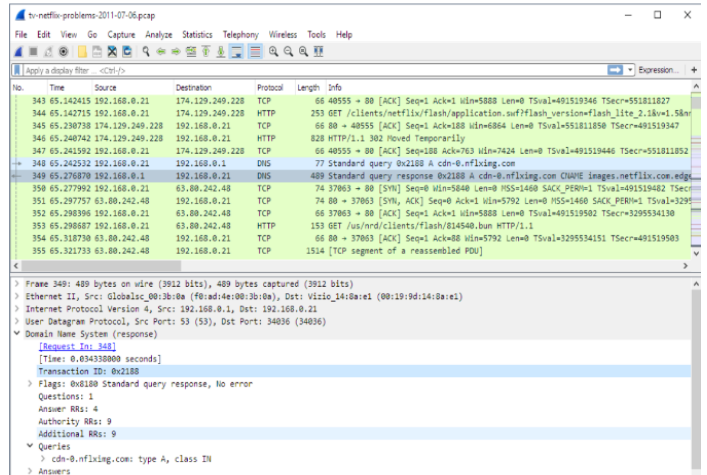 tv-netflix-problems-2011-07-06.pcap
File Edit View Go Capture Analyze Statistics Telephony Wireless Tools Help
Apply a display filter ... <Ctrl-/> Expression... +
No. Time Source Destination Protocol Length Info
343 65.142415 192.168.0.21 174.129.249.228 TCP 66 40555 → 80 [ACK] Seq=1 Ack=1 Win=5888 Len=0 TSval=491519346 TSecr=551811827
344 65.142715 192.168.0.21 174.129.249.228 HTTP 253 GET /clients/netflix/flash/application.swf?flash_version=flash_lite_2.1&v=1.5&nr
345 65.230738 174.129.249.228 192.168.0.21 TCP 66 80 → 40555 [ACK] Seq=1 Ack=188 Win=6864 Len=0 TSval=551811850 TSecr=491519347
346 65.240742 174.129.249.228 192.168.0.21 HTTP 828 HTTP/1.1 302 Moved Temporarily
347 65.241592 192.168.0.21 174.129.249.228 TCP 66 40555 → 80 [ACK] Seq=188 Ack=763 Win=7424 Len=0 TSval=491519446 TSecr=551811852
348 65.242532 192.168.0.21 192.168.0.1 DNS 77 Standard query 0x2188 A cdn-0.nflximg.com
349 65.276870 192.168.0.1 192.168.0.21 DNS 489 Standard query response 0x2188 A cdn-0.nflximg.com CNAME images.netflix.com.edge
350 65.277992 192.168.0.21 63.80.242.48 TCP 74 37063 → 80 [SYN] Seq=0 Win=5840 Len=0 MSS=1460 SACK_PERM=1 TSval=491519482 TSecr
351 65.297757 63.80.242.48 192.168.0.21 TCP 74 80 → 37063 [SYN, ACK] Seq=0 Ack=1 Win=5792 Len=0 MSS=1460 SACK_PERM=1 TSval=3295
352 65.298396 192.168.0.21 63.80.242.48 TCP 66 37063 → 80 [ACK] Seq=1 Ack=1 Win=5888 Len=0 TSval=491519502 TSecr=3295534130
353 65.298687 192.168.0.21 63.80.242.48 HTTP 153 GET /us/nrd/clients/flash/814540.bun HTTP/1.1
354 65.318730 63.80.242.48 192.168.0.21 TCP 66 80 → 37063 [ACK] Seq=1 Ack=88 Win=5792 Len=0 TSval=3295534151 TSecr=491519503
355 65.321733 63.80.242.48 192.168.0.21 TCP 1514 [TCP segment of a reassembled PDU]
Frame 349: 489 bytes on wire (3912 bits), 489 bytes captured (3912 bits)
Ethernet II, Src: Globalsc_00:3b:0a (f0:ad:4e:00:3b:0a), Dst: Vizio_14:8a:e1 (00:19:9d:14:8a:e1)
Internet Protocol Version 4, Src: 192.168.0.1, Dst: 192.168.0.21
User Datagram Protocol, Src Port: 53 (53), Dst Port: 34036 (34036)
Domain Name System (response)
[Request In: 348]
[Time: 0.034338000 seconds]
Transaction ID: 0x2188
Flags: 0x8180 Standard query response, No error
Questions: 1
Answer RRs: 4
Authority RRs: 9
Additional RRs: 9
Queries
cdn-0.nflximg.com: type A, class IN
Answers